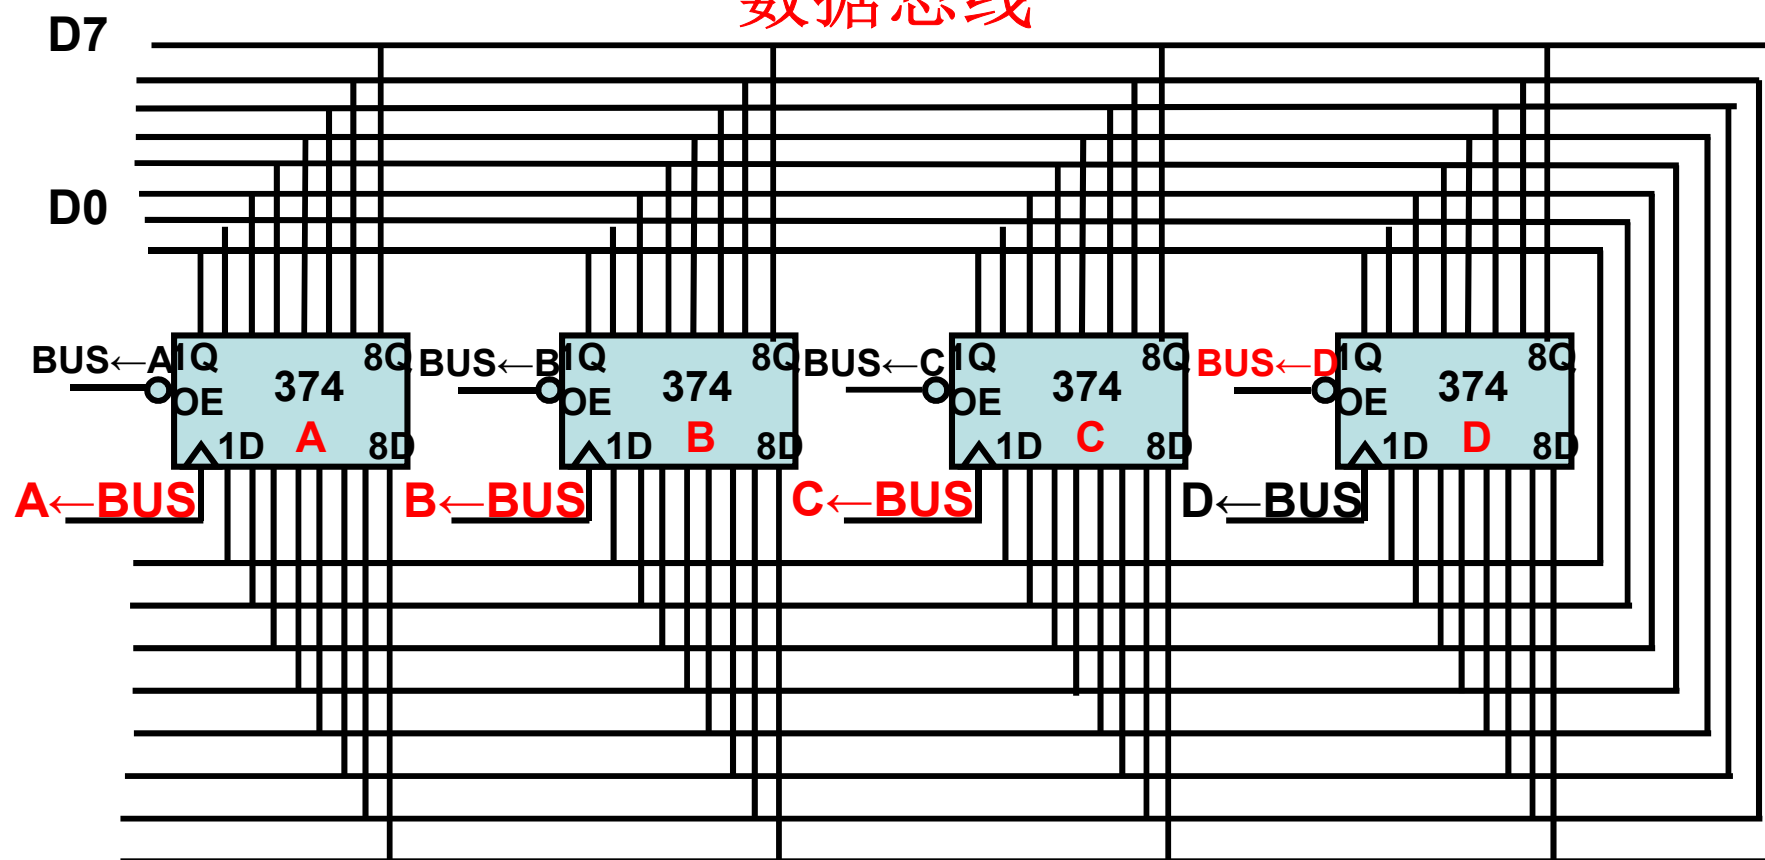 数据总线
D7
D0
BUS←A 1Q 8Q BUS←B 1Q 8Q BUS←C 1Q 8Q BUS←D 1Q 8Q
OE 374 OE 374 OE 374 OE 374
1D A 8D 1D B 8D 1D C 8D 1D D 8D
A←BUS B←BUS C←BUS D←BUS